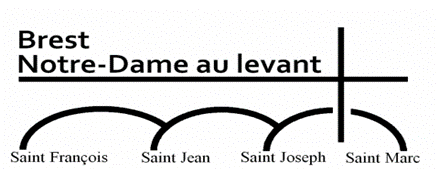 Brest
Notre-Dame au levant
Saint François Saint Jean Saint Joseph Saint Marc